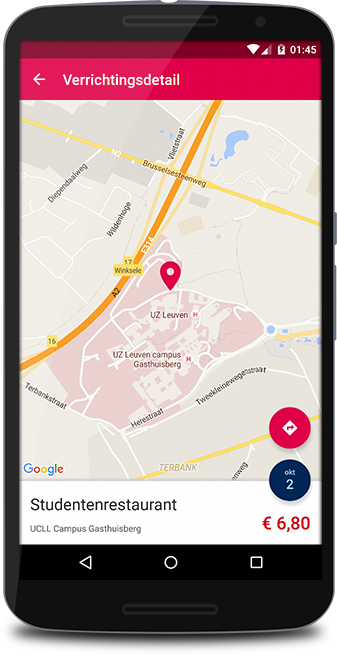 01:45
Verrichtingsdetail
N2
Vlietstraat
Brusselsesteenweg
Diependaalweg
Wildenhoge
E314
17
Winksele
A2
UZ Leuven H
16
UZ Leuven campus
Gasthuisberg H
Terbankstraat
Tweekleinewegenstraat
Herestraat
Google
TERBANK
enweg
okt
2
Studentenrestaurant
€ 6,80
UCLL Campus Gasthuisberg